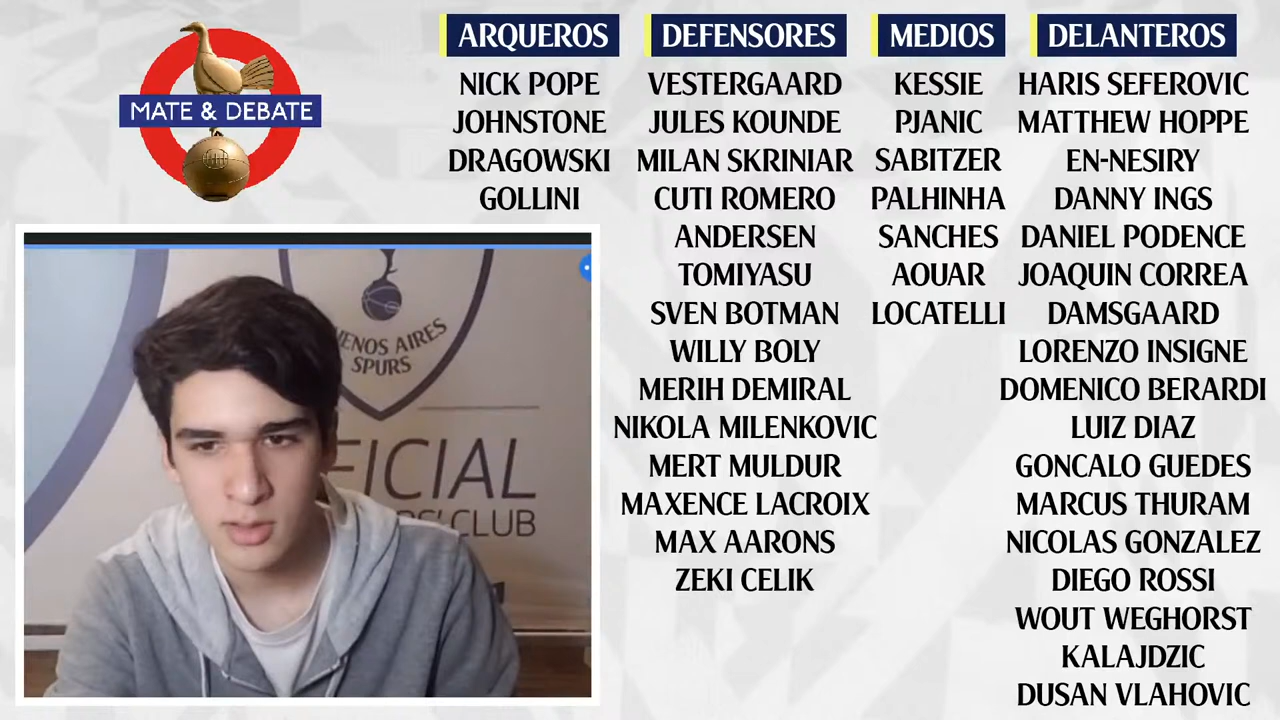 MATE & DEBATE
ARQUEROS
NICK POPE
JOHNSTONE
DRAGOWSKI
GOLLINI
DEFENSORES
VESTERGAARD
JULES KOUNDE
MILAN SKRINIAR
CUTI ROMERO
ANDERSEN
TOMIYASU
SVEN BOTMAN
WILLY BOLY
MERIH DEMIRAL
NIKOLA MILENKOVIC
MERT MULDUR
MAXENCE LACROIX
MAX AARONS
ZEKI CELIK
MEDIOS
KESSIE
PJANIC
SABITZER
PALHINHA
SANCHES
AOUAR
LOCATELLI
DELANTEROS
HARIS SEFEROVIC
MATTHEW HOPPE
EN-NESIRY
DANNY INGS
DANIEL PODENCE
JOAQUIN CORREA
DAMSGAARD
LORENZO INSIGNE
DOMENICO BERARDI
LUIZ DIAZ
GONCALO GUEDES
MARCUS THURAM
NICOLAS GONZALEZ
DIEGO ROSSI
WOUT WEGHORST
KALAJDZIC
DUSAN VLAHOVIC
ENOS AIRES
SPURS
FICIAL
CLUB